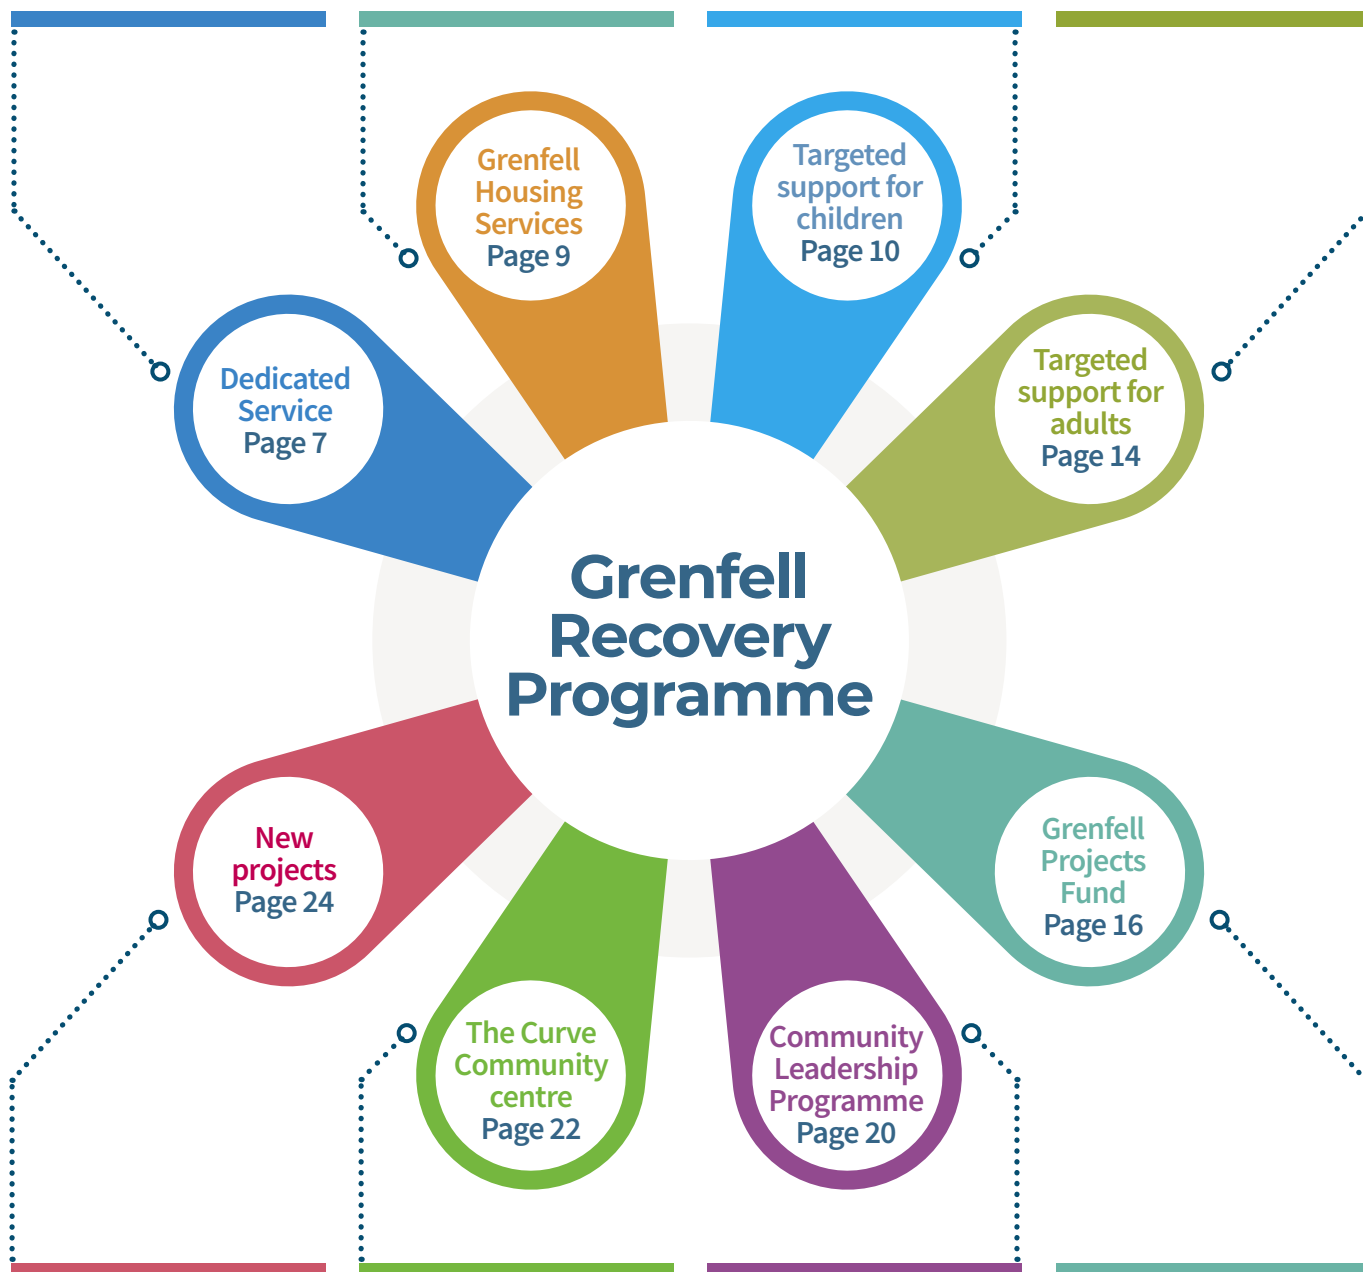 Grenfell
Housing
Services
Page 9
Targeted
support for
children
Page 10
Dedicated
Service
Page 7
Targeted
support for
adults
Page 14
Grenfell
Recovery
Programme
New
projects
Page 24
Grenfell
Projects
Fund
Page 16
The Curve
Community
centre
Page 22
Community
Leadership
Programme
Page 20